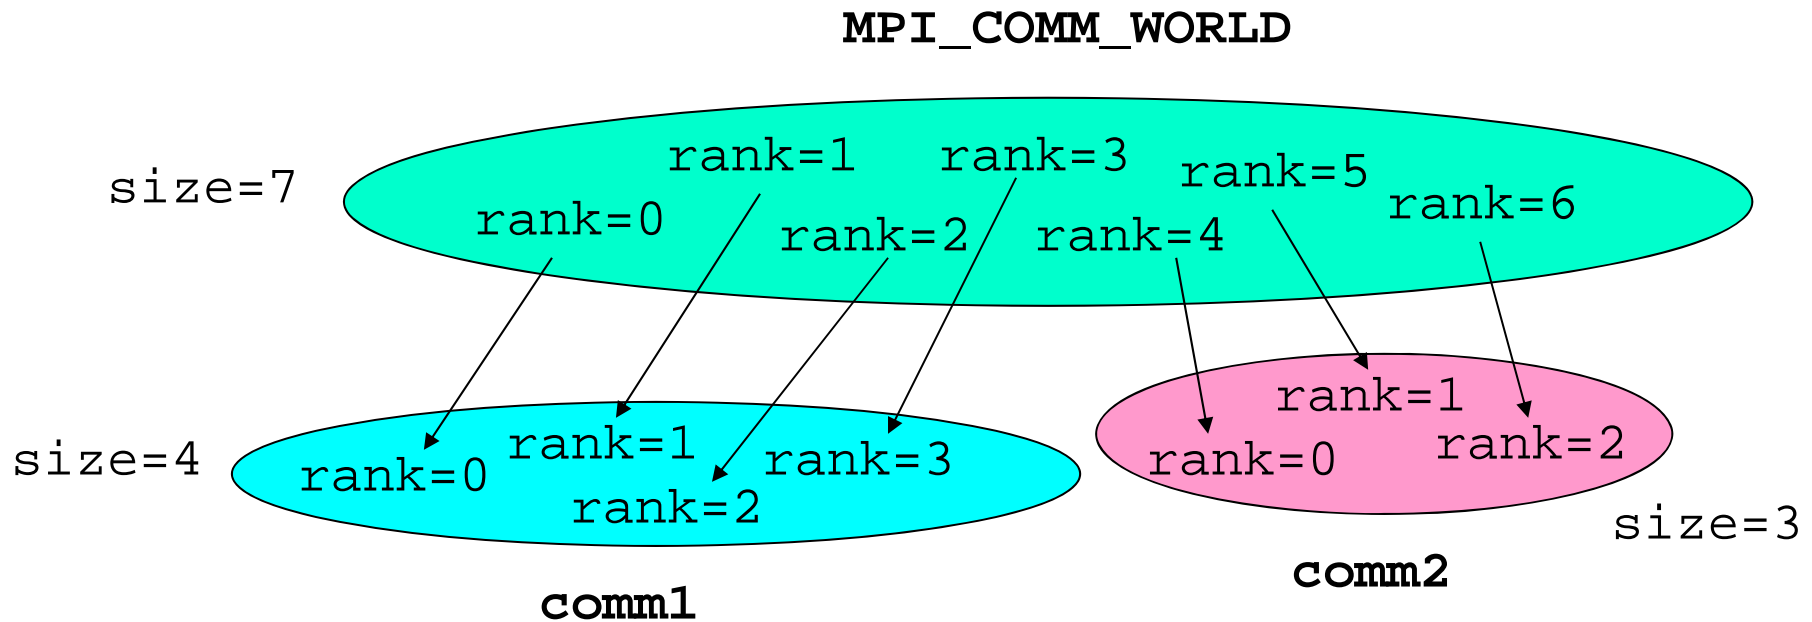 MPI_COMM_WORLD
size=7
rank=0
rank=1
rank=2
rank=3
rank=4
rank=5
rank=6
size=4
rank=0
rank=1
rank=2
rank=3
comm1
rank=0
rank=1
rank=2
size=3
comm2